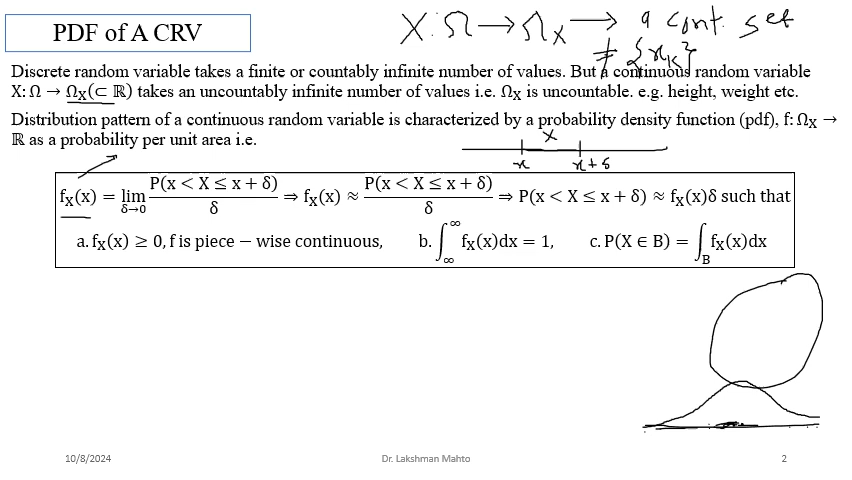 PDF of A CRV
X: Ω → Ω_X → a cont. set
≠ {x_k}
Discrete random variable takes a finite or countably infinite number of values. But a continuous random variable
X: Ω → Ω_X(⊂ ℝ) takes an uncountably infinite number of values i.e. Ω_X is uncountable. e.g. height, weight etc.
Distribution pattern of a continuous random variable is characterized by a probability density function (pdf), f: Ω_X →
ℝ as a probability per unit area i.e.
X
x x+δ
f_X(x) = lim_{δ→0} P(x < X ≤ x + δ)/δ ⇒ f_X(x) ≈ P(x < X ≤ x + δ)/δ ⇒ P(x < X ≤ x + δ) ≈ f_X(x)δ such that
a. f_X(x) ≥ 0, f is piece − wise continuous, b. ∫_∞^∞ f_X(x)dx = 1, c. P(X ∈ B) = ∫_B f_X(x)dx
10/8/2024 Dr. Lakshman Mahto 2